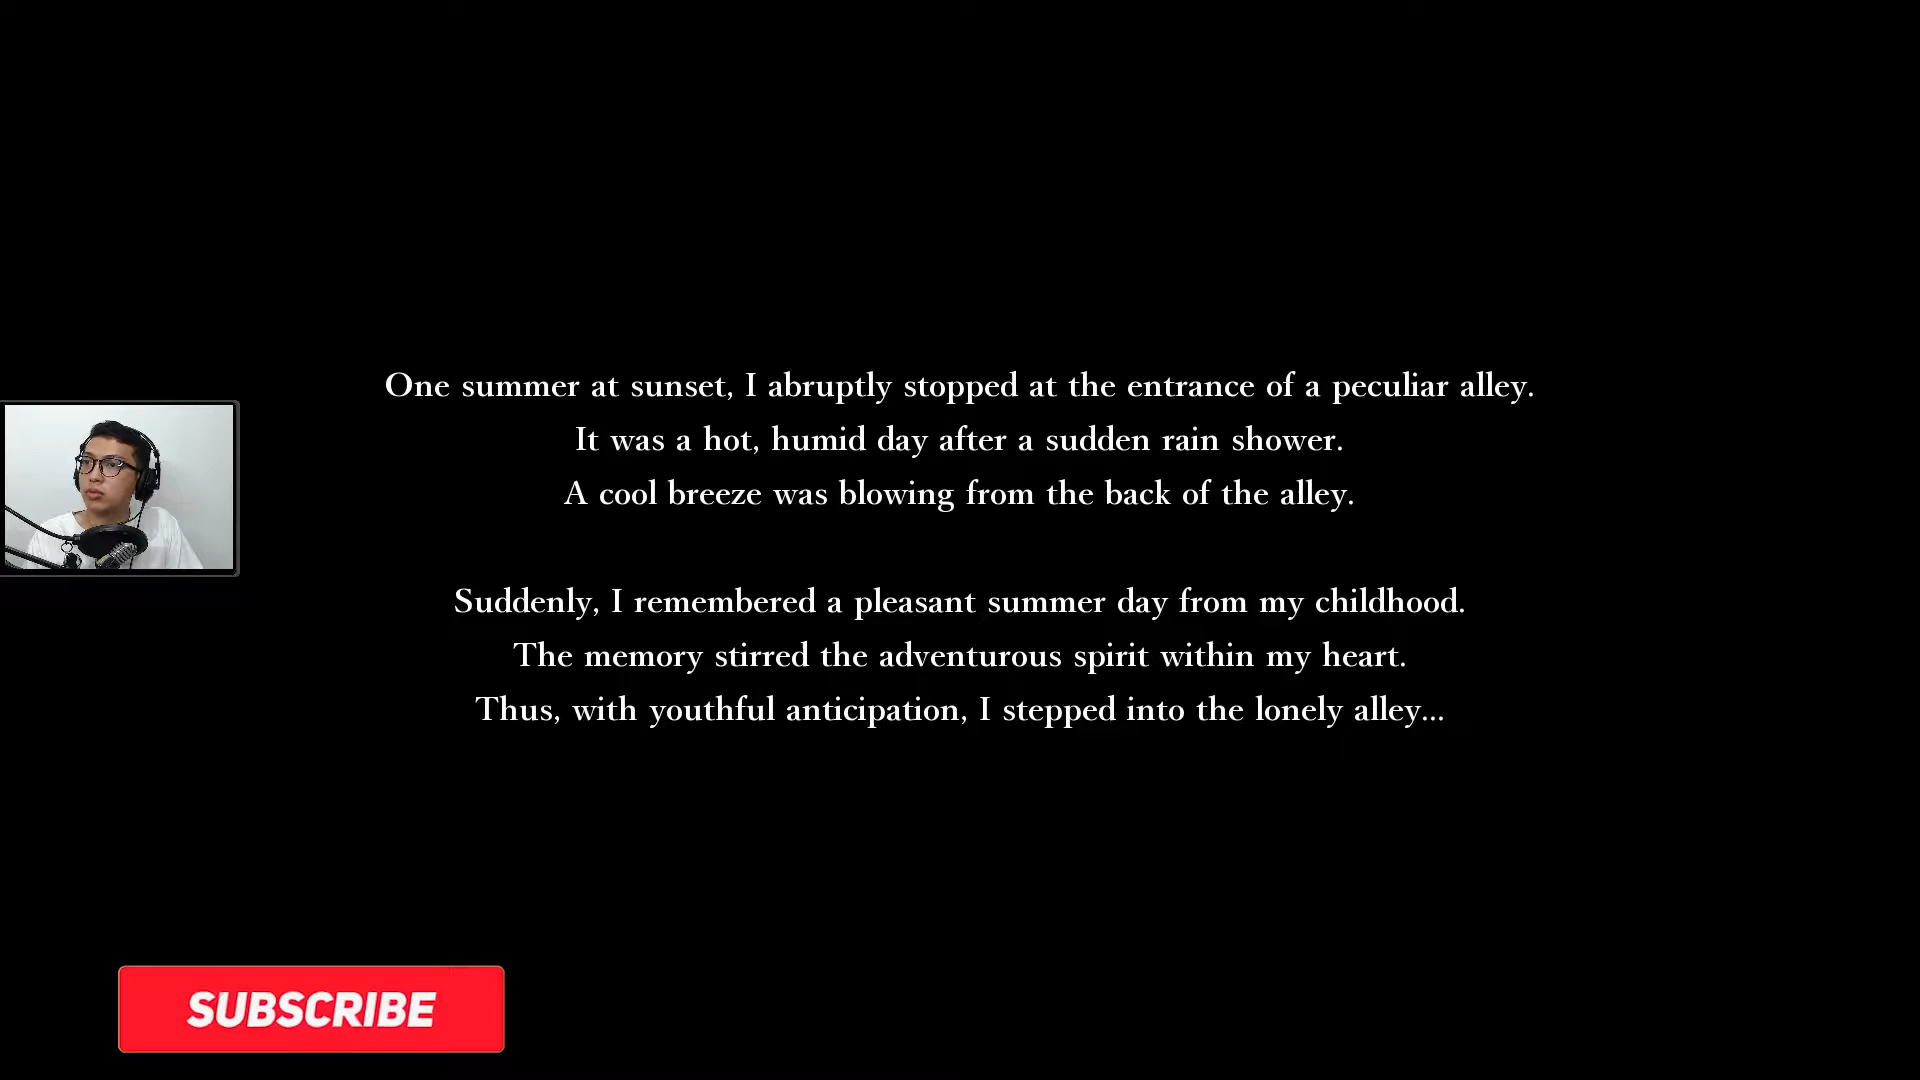 One summer at sunset, I abruptly stopped at the entrance of a peculiar alley.
It was a hot, humid day after a sudden rain shower.
A cool breeze was blowing from the back of the alley.
Suddenly, I remembered a pleasant summer day from my childhood.
The memory stirred the adventurous spirit within my heart.
Thus, with youthful anticipation, I stepped into the lonely alley...
SUBSCRIBE